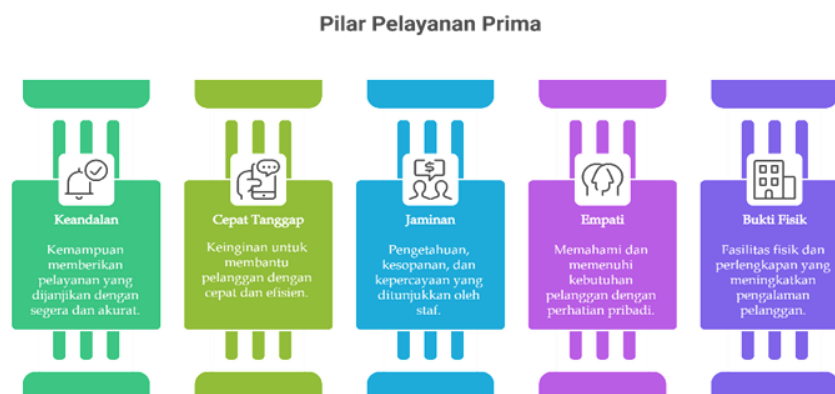 Pilar Pelayanan Prima
Keandalan
Kemampuan
memberikan
pelayanan yang
dijanjikan dengan
segera dan akurat.
Cepat Tanggap
Keinginan untuk
membantu
pelanggan dengan
cepat dan efisien.
Jaminan
Pengetahuan,
kesopanan, dan
kepercayaan yang
ditunjukkan oleh
staf.
Empati
Memahami dan
memenuhi
kebutuhan
pelanggan dengan
perhatian pribadi.
Bukti Fisik
Fasilitas fisik dan
perlengkapan yang
meningkatkan
pengalaman
pelanggan.